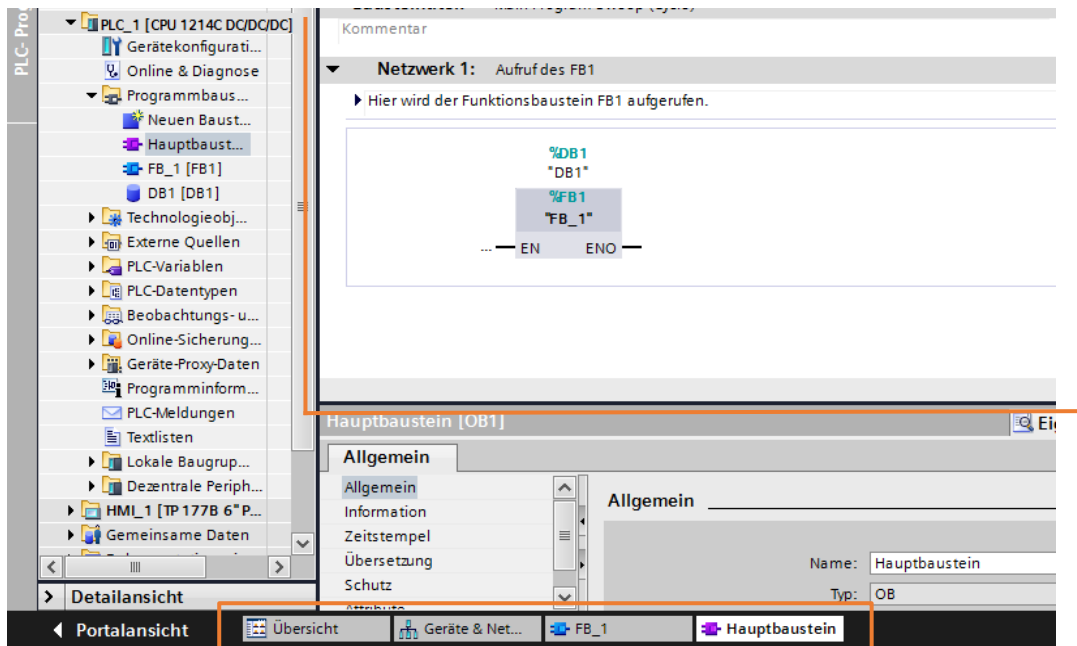 PLC- Prog
PLC_1 [CPU 1214C DC/DC/DC]
Gerätekonfigurati...
Online & Diagnose
Programmbaus...
Neuen Baust...
Hauptbaust...
FB_1 [FB1]
DB1 [DB1]
Technologieobj...
Externe Quellen
PLC-Variablen
PLC-Datentypen
Beobachtungs- u...
Online-Sicherung...
Geräte-Proxy-Daten
Programminform...
PLC-Meldungen
Textlisten
Lokale Baugrup...
Dezentrale Periph...
HMI_1 [TP 177B 6" P...
Gemeinsame Daten
Detailansicht
Kommentar
Netzwerk 1: Aufruf des FB1
Hier wird der Funktionsbaustein FB1 aufgerufen.
%DB1
"DB1"
%FB1
"FB_1"
... EN ENO
Hauptbaustein [OB1]
Eig
Allgemein
Allgemein
Information
Zeitstempel
Übersetzung
Schutz
Attribute
Allgemein
Name: Hauptbaustein
Typ: OB
Portalansicht
Übersicht
Geräte & Net...
FB_1
Hauptbaustein